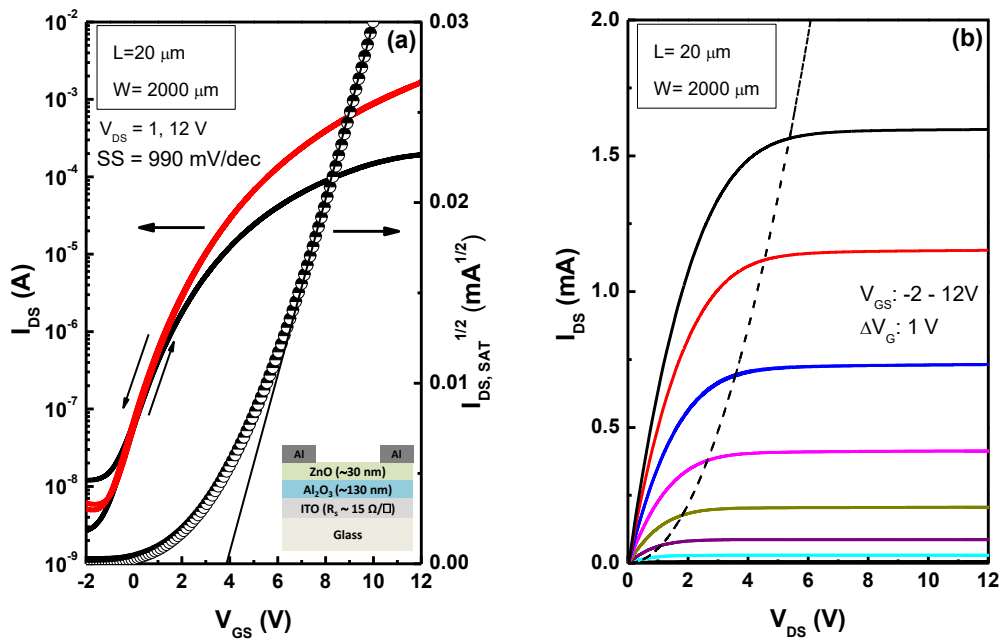 (a)
L=20 μm
W= 2000 μm
V_DS = 1, 12 V
SS = 990 mV/dec
10^-2
10^-3
10^-4
10^-5
10^-6
10^-7
10^-8
10^-9
I_DS (A)
-2 0 2 4 6 8 10 12
V_GS (V)
0.03
0.02
0.01
0.00
I_DS, SAT^1/2 (mA^1/2)
Al Al
ZnO (~30 nm)
Al₂O₃ (~130 nm)
ITO (R_s ~ 15 Ω/□)
Glass
(b)
L= 20 μm
W= 2000 μm
V_GS: -2 - 12V
ΔV_G: 1 V
2.0
1.5
1.0
0.5
0.0
I_DS (mA)
0 2 4 6 8 10 12
V_DS (V)